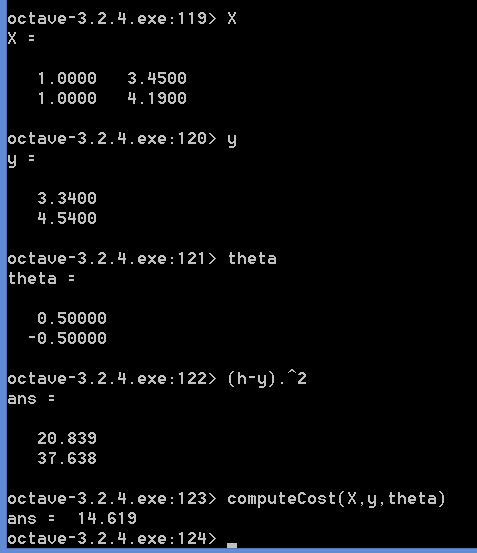 octave-3.2.4.exe:119> X
X =
1.0000 3.4500
1.0000 4.1900
octave-3.2.4.exe:120> y
y =
3.3400
4.5400
octave-3.2.4.exe:121> theta
theta =
0.50000
-0.50000
octave-3.2.4.exe:122> (h-y).^2
ans =
20.839
37.638
octave-3.2.4.exe:123> computeCost(X,y,theta)
ans = 14.619
octave-3.2.4.exe:124> _